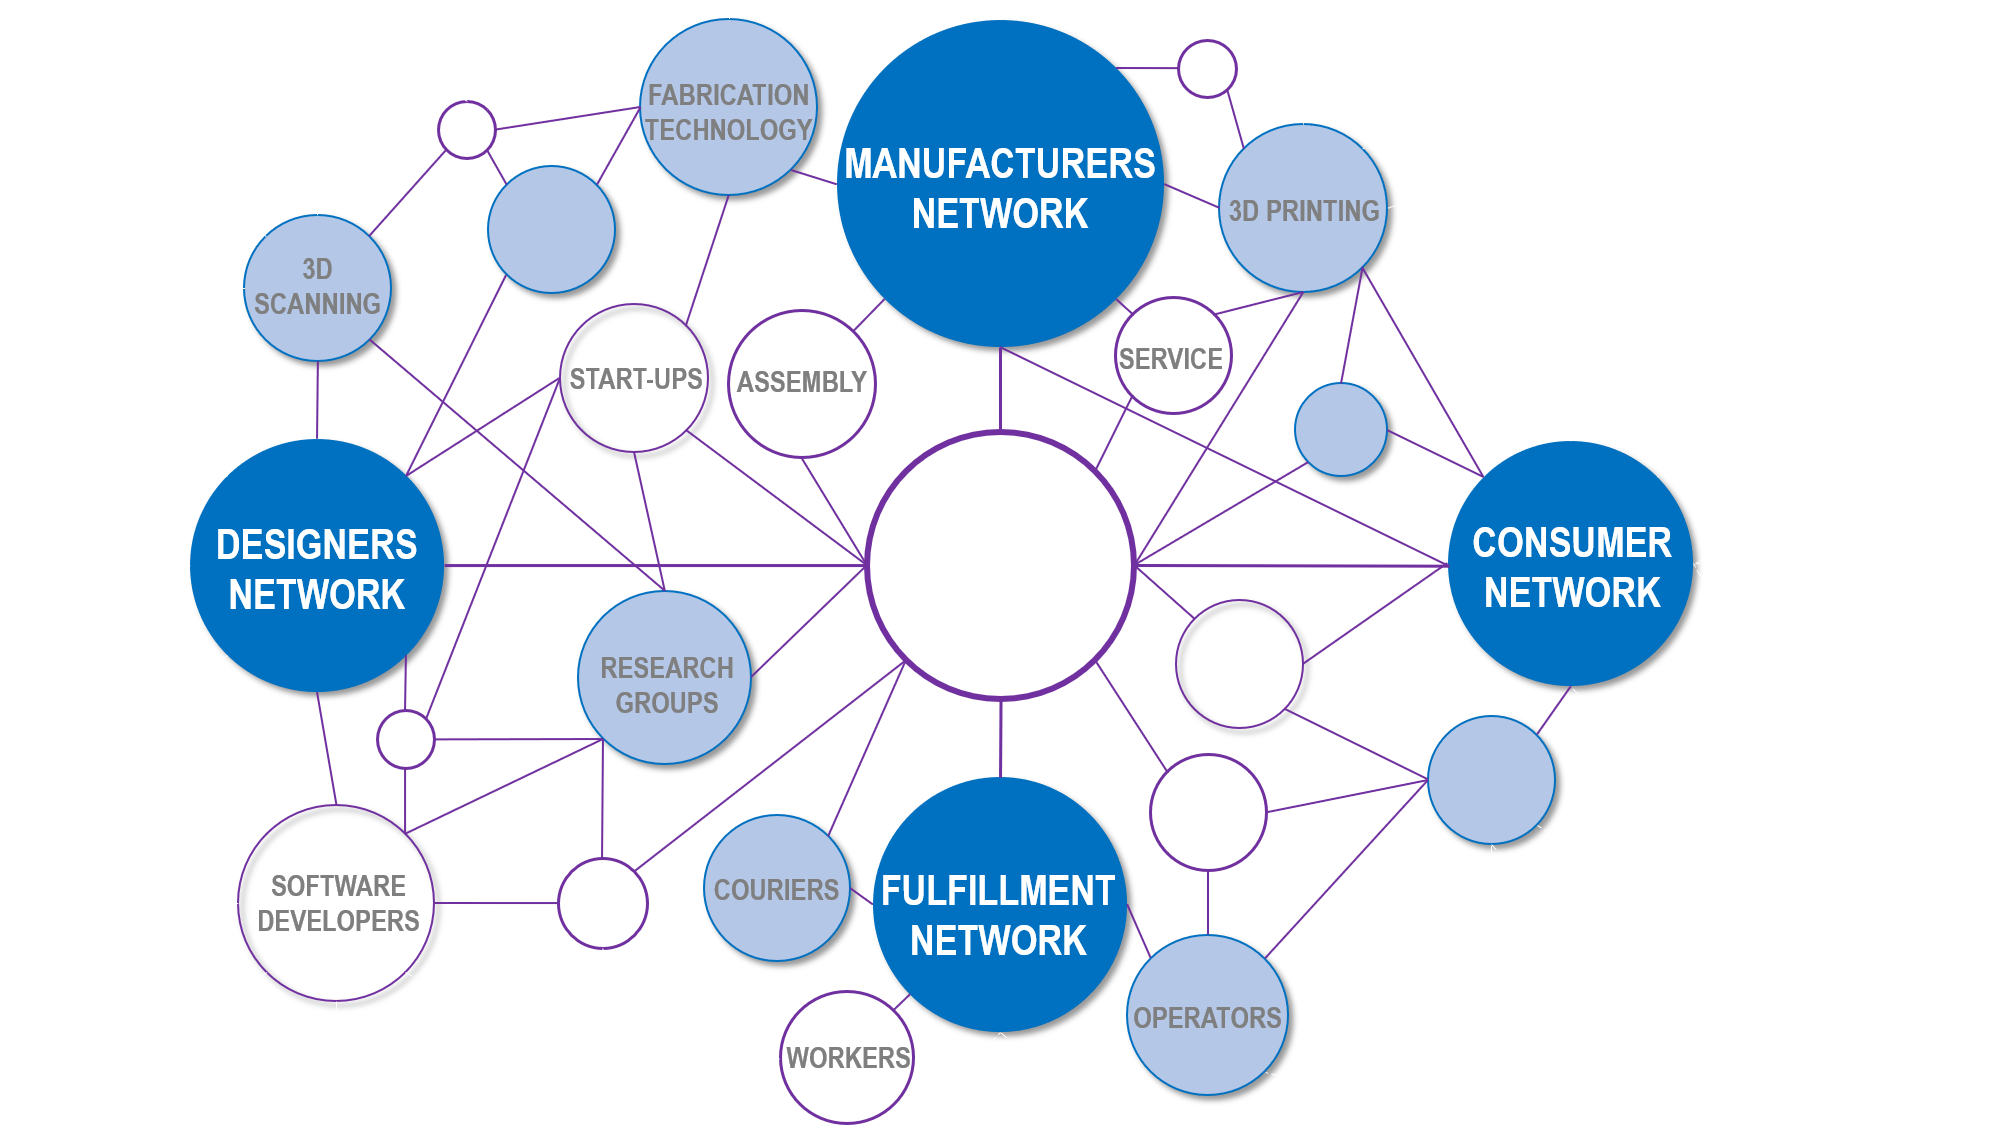 FABRICATION
TECHNOLOGY
MANUFACTURERS
NETWORK
3D PRINTING
3D
SCANNING
START-UPS
ASSEMBLY
SERVICE
DESIGNERS
NETWORK
CONSUMER
NETWORK
RESEARCH
GROUPS
SOFTWARE
DEVELOPERS
COURIERS
FULFILLMENT
NETWORK
OPERATORS
WORKERS